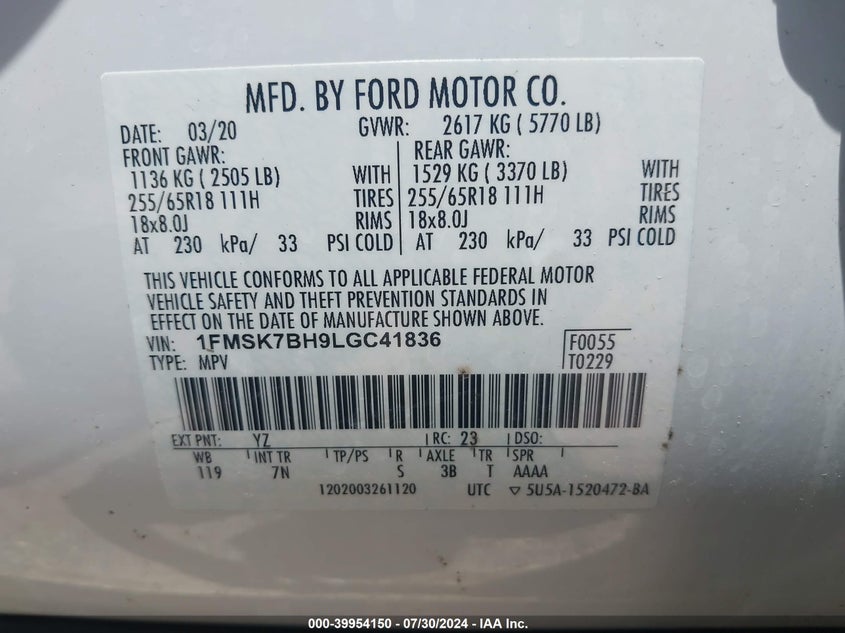 MFD. BY FORD MOTOR CO.
DATE: 03/20 GVWR: 2617 KG ( 5770 LB)
FRONT GAWR: REAR GAWR:
1136 KG ( 2505 LB) WITH 1529 KG ( 3370 LB) WITH
255/65R18 111H TIRES 255/65R18 111H TIRES
18x8.0J RIMS 18x8.0J RIMS
AT 230 kPa/ 33 PSI COLD AT 230 kPa/ 33 PSI COLD
THIS VEHICLE CONFORMS TO ALL APPLICABLE FEDERAL MOTOR
VEHICLE SAFETY AND THEFT PREVENTION STANDARDS IN
EFFECT ON THE DATE OF MANUFACTURE SHOWN ABOVE.
VIN: 1FMSK7BH9LGC41836 F0055
TYPE: MPV T0229
EXT PNT: YZ RC: 23 DSO:
WB INT TR TP/PS R AXLE TR SPR
119 7N S 3B T AAAA
1202003261120 UTC ▽ 5U5A-1520472-BA
000-39954150 / 07/30/2024 - IAA Inc.